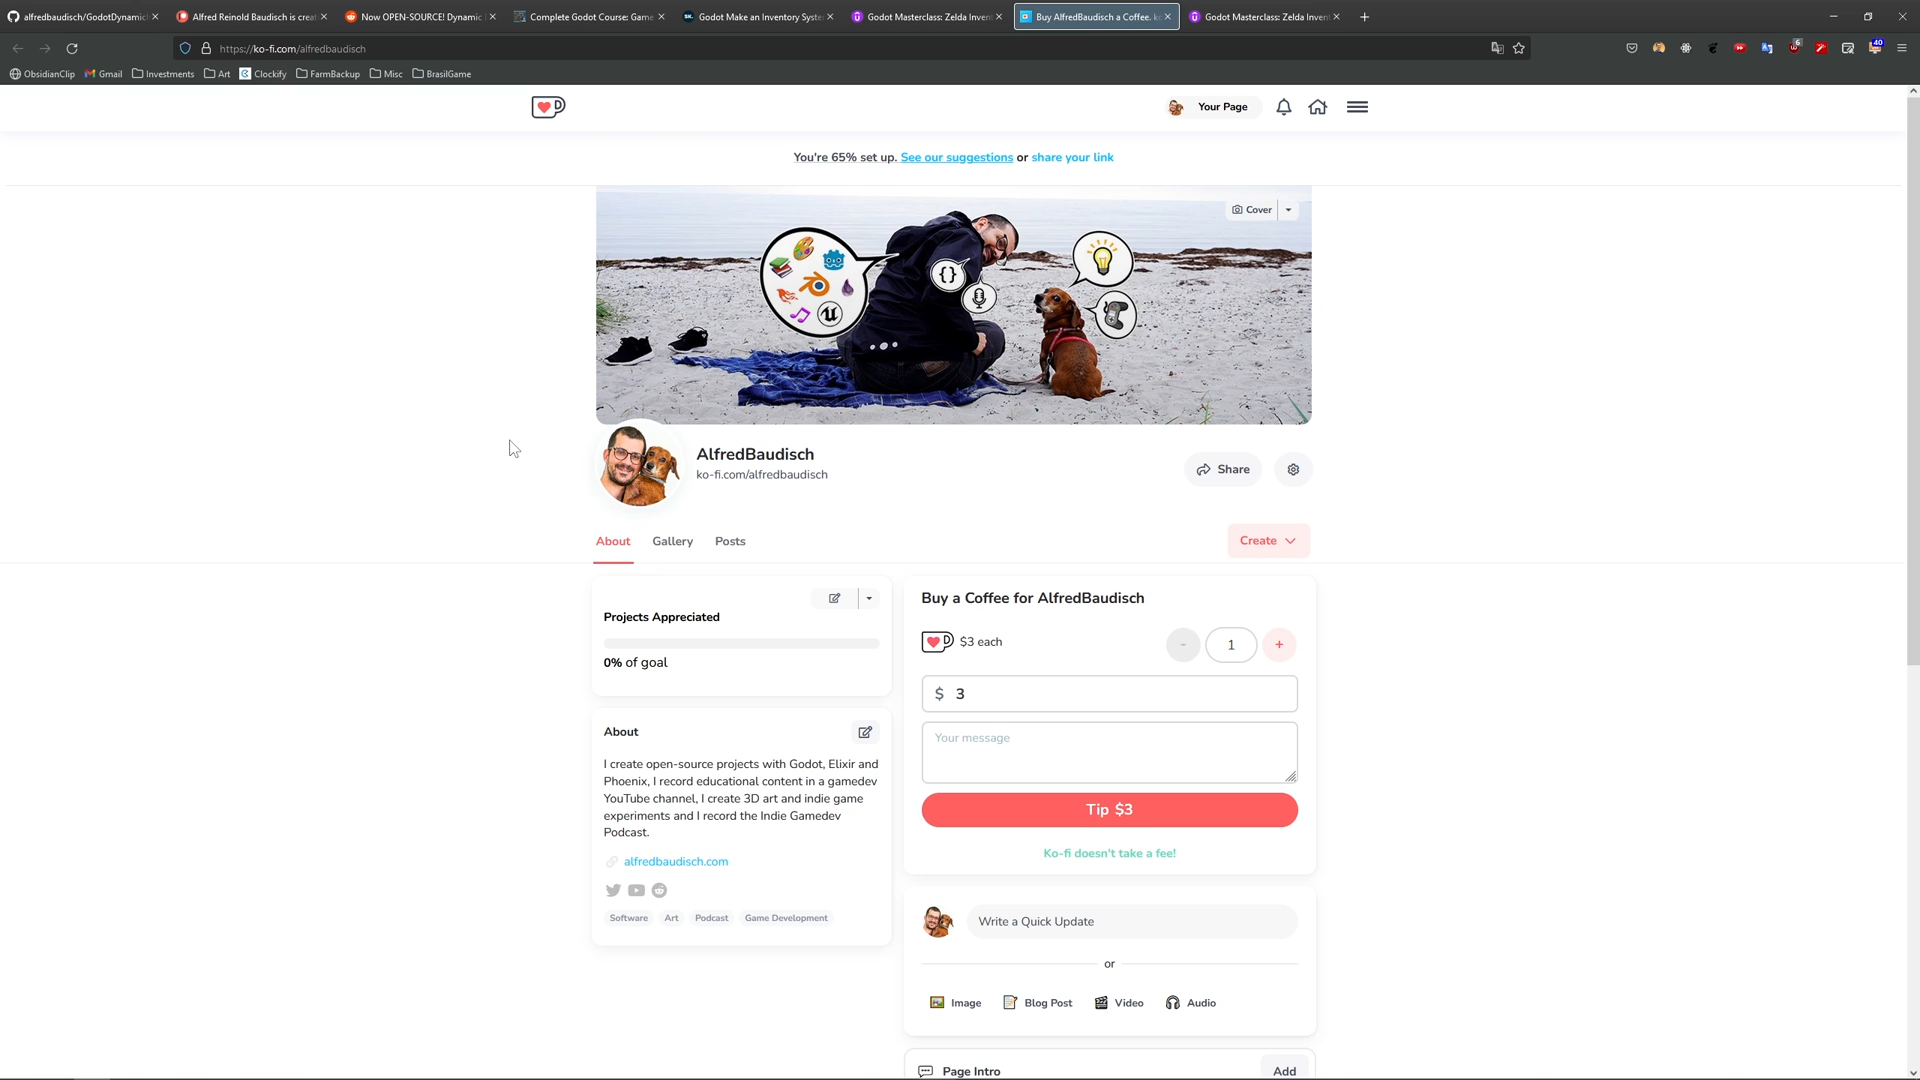 alfredbaudisch/GodotDynamicI
Alfred Reinold Baudisch is creat
Now OPEN-SOURCE! Dynamic I
Complete Godot Course: Game
Godot Make an Inventory Syste
Godot Masterclass: Zelda Invent
Buy AlfredBaudisch a Coffee. ko
Godot Masterclass: Zelda Invent
https://ko-fi.com/alfredbaudisch
6
40
ObsidianClip
Gmail
Investments
Art
Clockify
FarmBackup
Misc
BrasilGame
Your Page
You're 65% set up. See our suggestions or share your link
Cover
{}
AlfredBaudisch
ko-fi.com/alfredbaudisch
Share
About
Gallery
Posts
Create
Projects Appreciated
0% of goal
About
I create open-source projects with Godot, Elixir and
Phoenix, I record educational content in a gamedev
YouTube channel, I create 3D art and indie game
experiments and I record the Indie Gamedev
Podcast.
alfredbaudisch.com
Software
Art
Podcast
Game Development
Buy a Coffee for AlfredBaudisch
$3 each
- 1 +
$ 3
Your message
Tip $3
Ko-fi doesn't take a fee!
Write a Quick Update
or
Image
Blog Post
Video
Audio
Page Intro
Add